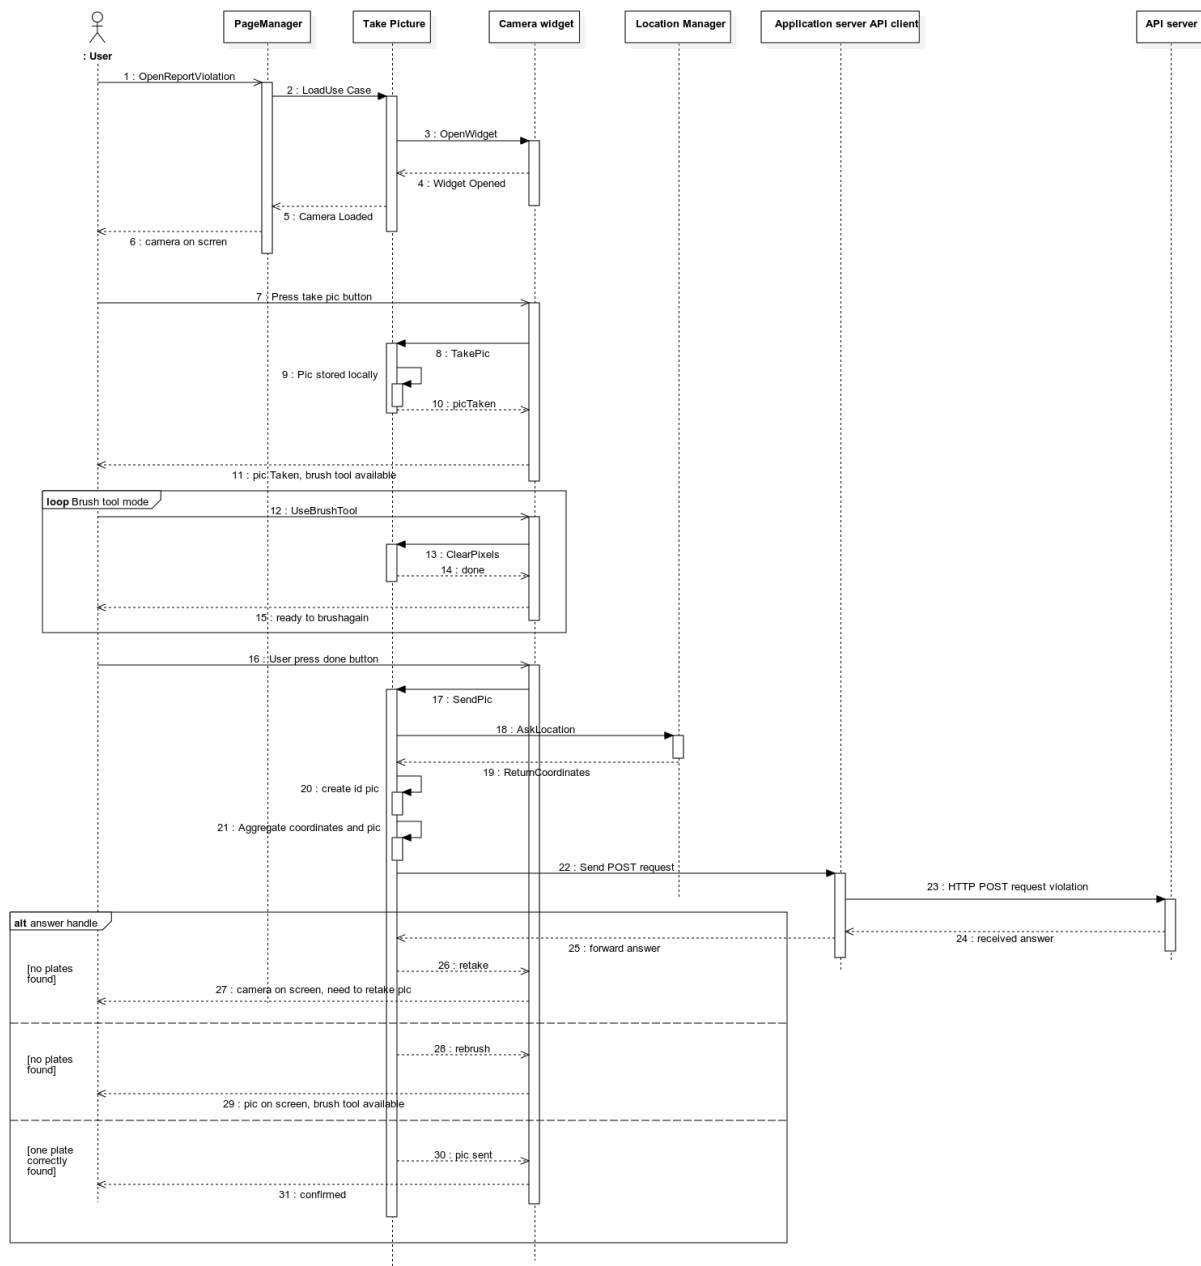 PageManager
Take Picture
Camera widget
Location Manager
Application server API client
API server
: User
1 : OpenReportViolation
2 : LoadUse Case
3 : OpenWidget
4 : Widget Opened
5 : Camera Loaded
6 : camera on scrren
7 : Press take pic button
8 : TakePic
9 : Pic stored locally
10 : picTaken
11 : pic Taken, brush tool available
loop Brush tool mode
12 : UseBrushTool
13 : ClearPixels
14 : done
15 : ready to brushagain
16 : User press done button
17 : SendPic
18 : AskLocation
19 : ReturnCoordinates
20 : create id pic
21 : Aggregate coordinates and pic
22 : Send POST request
23 : HTTP POST request violation
alt answer handle
24 : received answer
25 : forward answer
[no plates
found]
26 : retake
27 : camera on screen, need to retake pic
[no plates
found]
28 : rebrush
29 : pic on screen, brush tool available
[one plate
correctly
found]
30 : pic sent
31 : confirmed